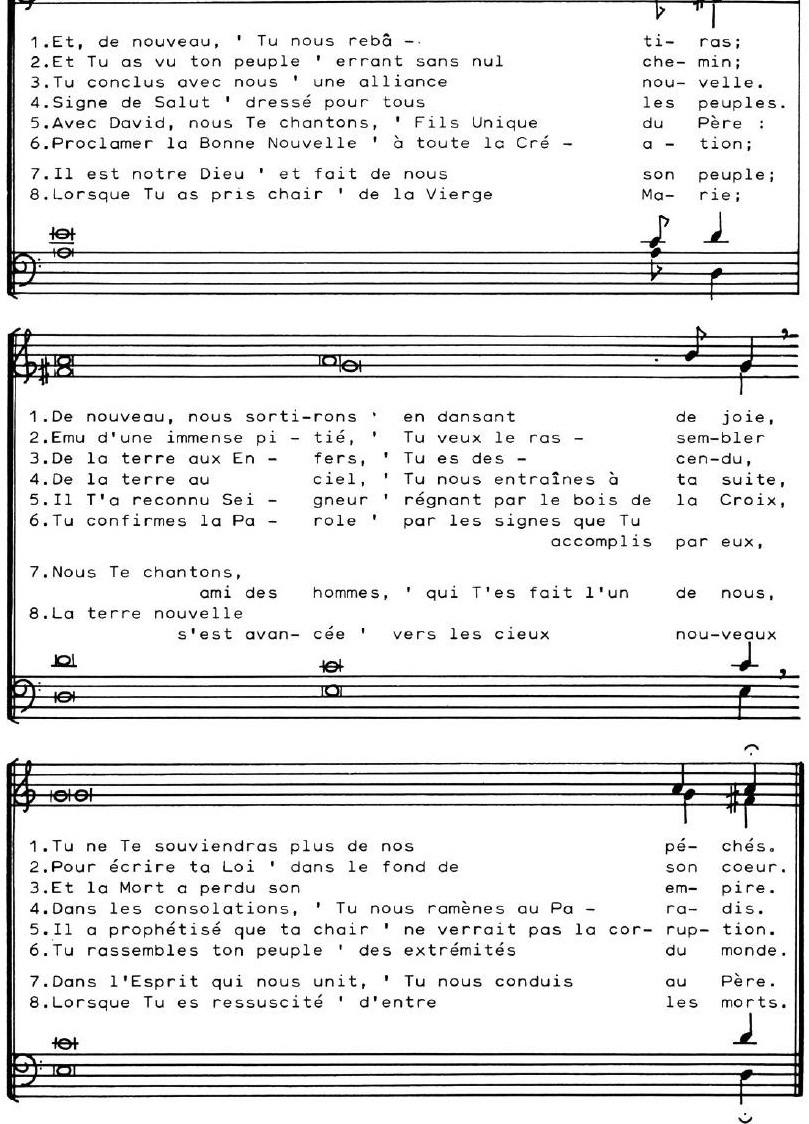 1.Et, de nouveau, ' Tu nous rebâ - ti- ras;
2.Et Tu as vu ton peuple ' errant sans nul che- min;
3.Tu conclus avec nous ' une alliance nou- velle.
4.Signe de Salut ' dressé pour tous les peuples.
5.Avec David, nous Te chantons, ' Fils Unique du Père :
6.Proclamer la Bonne Nouvelle ' à toute la Cré - a - tion;
7.Il est notre Dieu ' et fait de nous son peuple;
8.Lorsque Tu as pris chair ' de la Vierge Ma- rie;
1.De nouveau, nous sorti-rons ' en dansant de joie,
2.Emu d'une immense pi - tié, ' Tu veux le ras - sem-bler
3.De la terre aux En - fers, ' Tu es des - cen-du,
4.De la terre au ciel, ' Tu nous entraînes à ta suite,
5.Il T'a reconnu Sei - gneur ' régnant par le bois de la Croix,
6.Tu confirmes la Pa - role ' par les signes que Tu
accomplis par eux,
7.Nous Te chantons,
ami des hommes, ' qui T'es fait l'un de nous,
8.La terre nouvelle
s'est avan- cée ' vers les cieux nou-veaux
1.Tu ne Te souviendras plus de nos pé- chés.
2.Pour écrire ta Loi ' dans le fond de son coeur.
3.Et la Mort a perdu son em- pire.
4.Dans les consolations, ' Tu nous ramènes au Pa - ra- dis.
5.Il a prophétisé que ta chair ' ne verrait pas la cor- rup- tion.
6.Tu rassembles ton peuple ' des extrémités du monde.
7.Dans l'Esprit qui nous unit, ' Tu nous conduis au Père.
8.Lorsque Tu es ressuscité ' d'entre les morts.